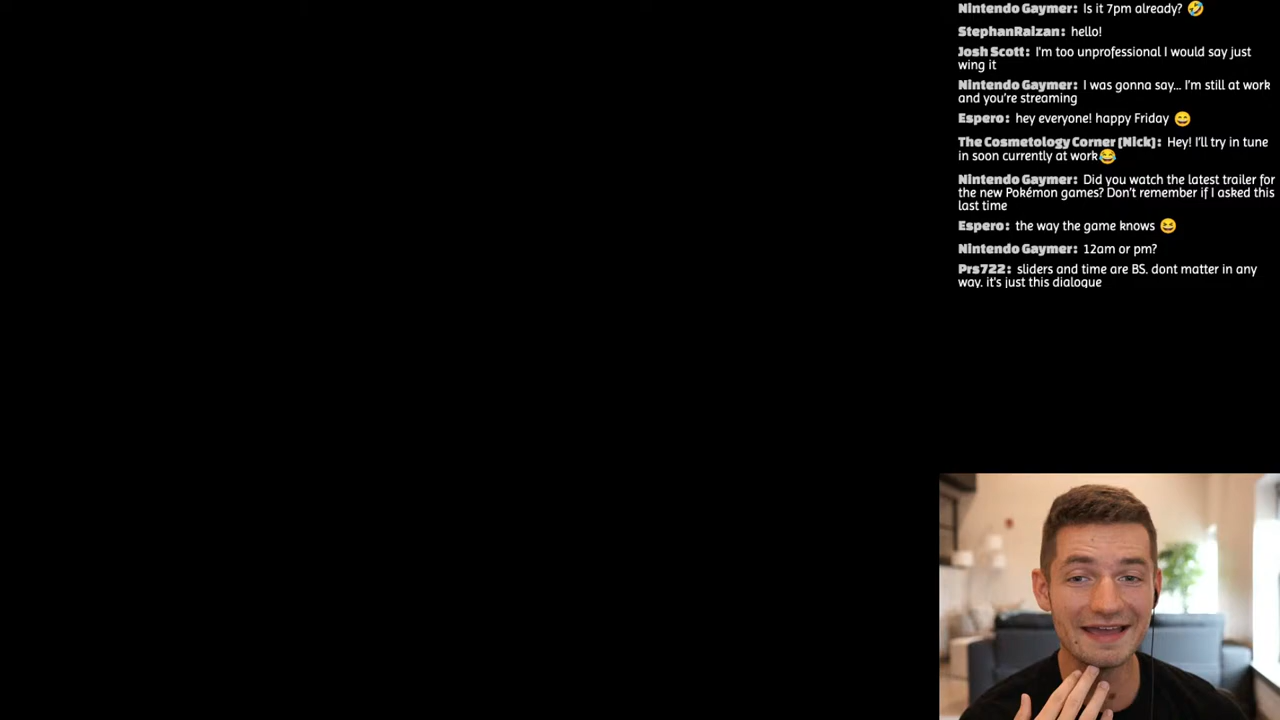 Nintendo Gaymer: Is it 7pm already? 🤣
StephanRaizan: hello!
Josh Scott: I'm too unprofessional I would say just
wing it
Nintendo Gaymer: I was gonna say... I'm still at work
and you're streaming
Espero: hey everyone! happy Friday 😄
The Cosmetology Corner [Nick]: Hey! I'll try in tune
in soon currently at work😂
Nintendo Gaymer: Did you watch the latest trailer for
the new Pokémon games? Don't remember if I asked this
last time
Espero: the way the game knows 😆
Nintendo Gaymer: 12am or pm?
Prs722: sliders and time are BS. dont matter in any
way. it's just this dialogue